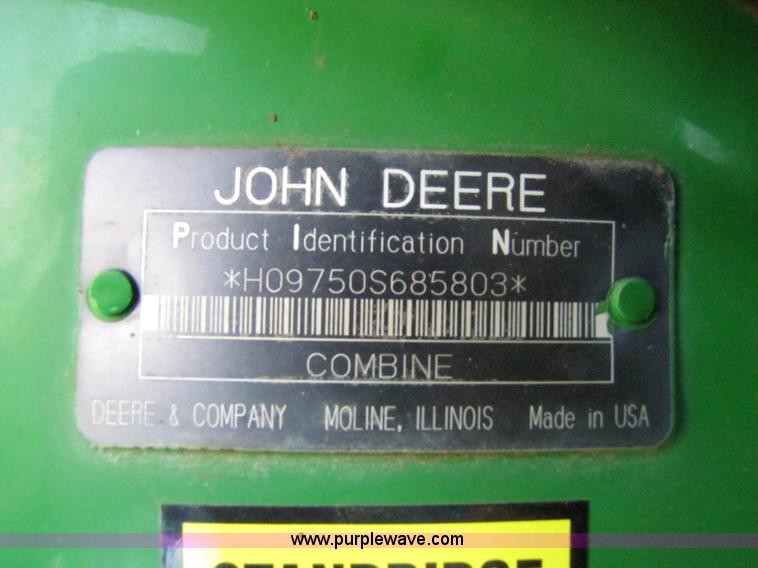 JOHN DEERE
Product Identification Number
*H09750S685803*
COMBINE
DEERE & COMPANY MOLINE, ILLINOIS Made in USA
www.purplewave.com